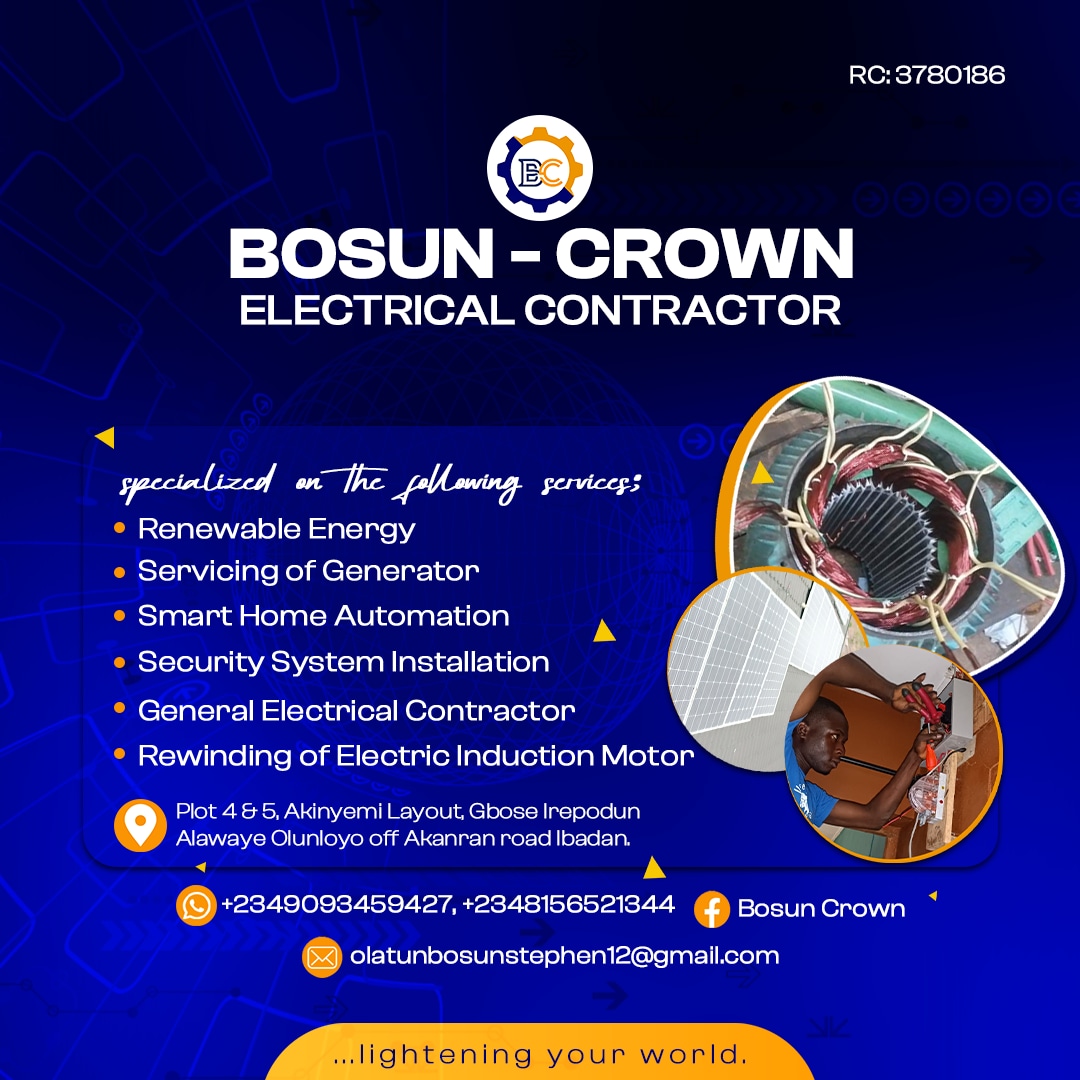 RC: 3780186
BC
BOSUN - CROWN
ELECTRICAL CONTRACTOR
specialized on the following services;
Renewable Energy
Servicing of Generator
Smart Home Automation
Security System Installation
General Electrical Contractor
Rewinding of Electric Induction Motor
Plot 4 & 5, Akinyemi Layout, Gbose Irepodun
Alawaye Olunloyo off Akanran road Ibadan.
+2349093459427, +2348156521344
Bosun Crown
olatunbosunstephen12@gmail.com
...lightening your world.